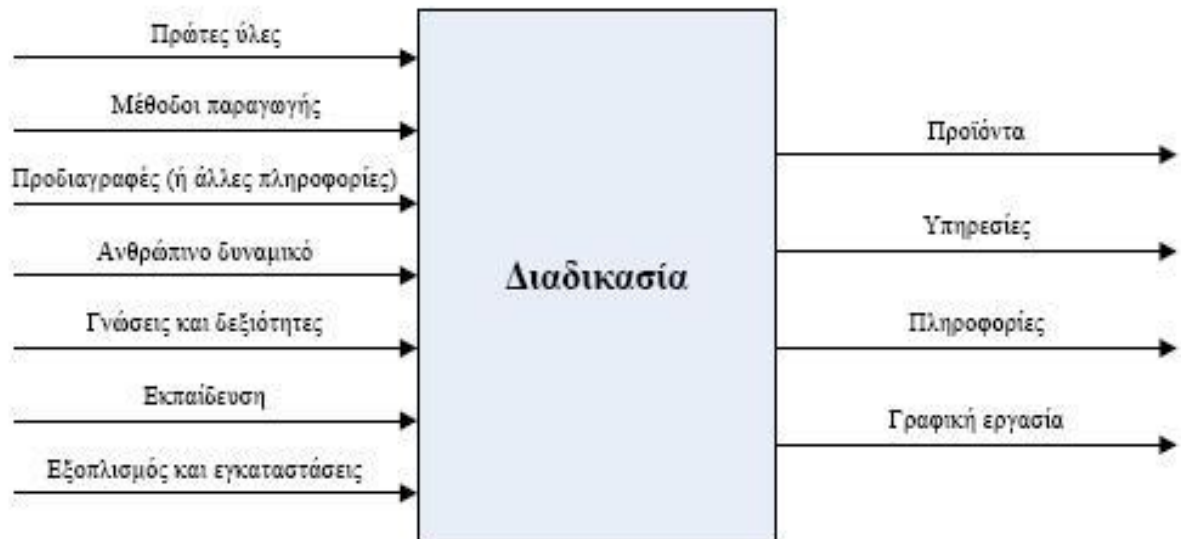 Πρώτες ύλες
Μέθοδοι παραγωγής
Προδιαγραφές (ή άλλες πληροφορίες)
Ανθρώπινο δυναμικό
Γνώσεις και δεξιότητες
Εκπαίδευση
Εξοπλισμός και εγκαταστάσεις
Διαδικασία
Προϊόντα
Υπηρεσίες
Πληροφορίες
Γραφική εργασία